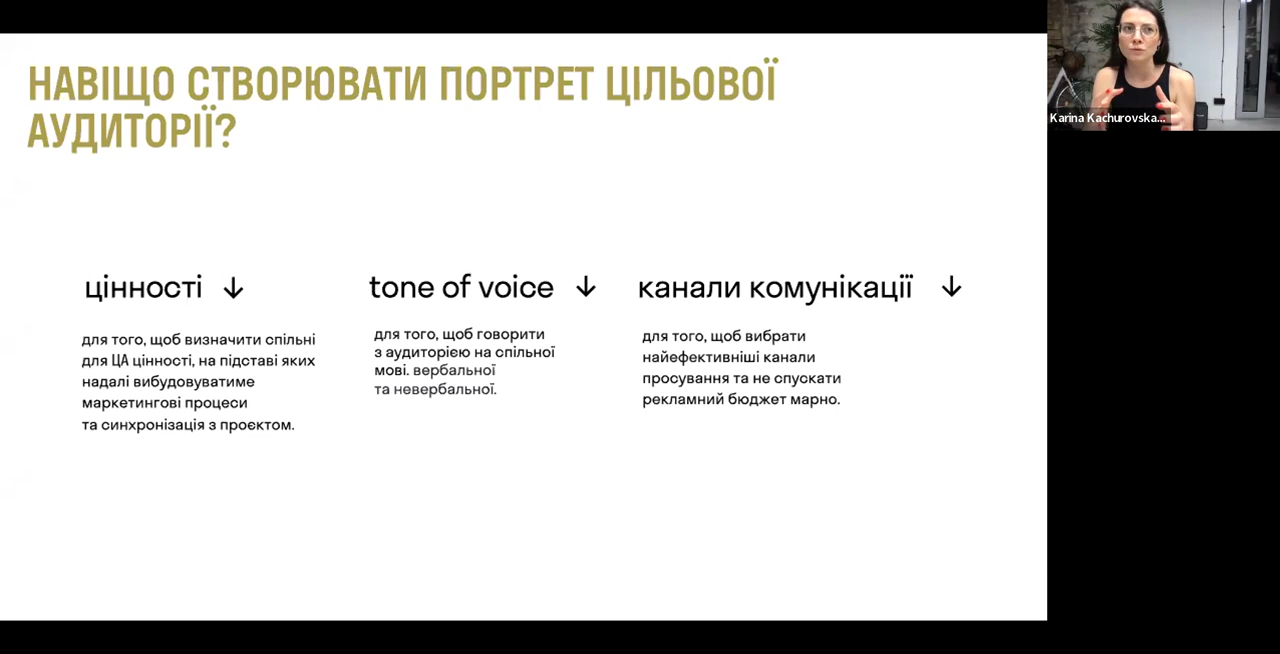 НАВІЩО СТВОРЮВАТИ ПОРТРЕТ ЦІЛЬОВОЇ
АУДИТОРІЇ?
цінності ↓
для того, щоб визначити спільні
для ЦА цінності, на підставі яких
надалі вибудовуватиме
маркетингові процеси
та синхронізація з проєктом.
tone of voice ↓
для того, щоб говорити
з аудиторією на спільної
мові. вербальної
та невербальної.
канали комунікації ↓
для того, щоб вибрати
найефективніші канали
просування та не спускати
рекламний бюджет марно.
Karina Kachurovska...